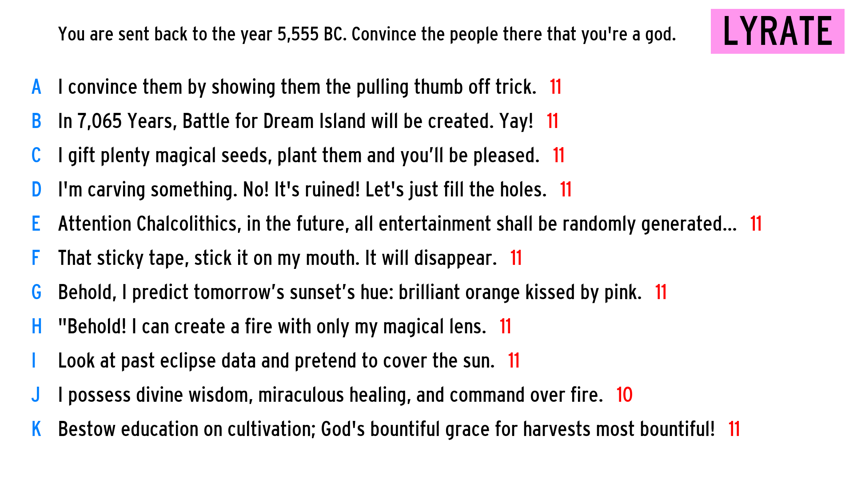 You are sent back to the year 5,555 BC. Convince the people there that you're a god.
LYRATE
A I convince them by showing them the pulling thumb off trick. 11
B In 7,065 Years, Battle for Dream Island will be created. Yay! 11
C I gift plenty magical seeds, plant them and you’ll be pleased. 11
D I'm carving something. No! It's ruined! Let's just fill the holes. 11
E Attention Chalcolithics, in the future, all entertainment shall be randomly generated... 11
F That sticky tape, stick it on my mouth. It will disappear. 11
G Behold, I predict tomorrow’s sunset’s hue: brilliant orange kissed by pink. 11
H "Behold! I can create a fire with only my magical lens. 11
I Look at past eclipse data and pretend to cover the sun. 11
J I possess divine wisdom, miraculous healing, and command over fire. 10
K Bestow education on cultivation; God's bountiful grace for harvests most bountiful! 11